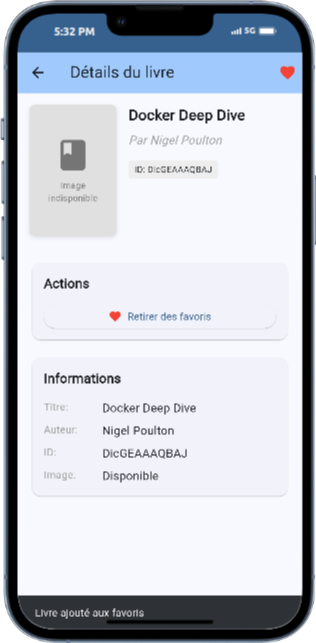 5:32 PM
5G
Détails du livre
Docker Deep Dive
Par Nigel Poulton
ID: DicGEAAAQBAJ
Image
indisponible
Actions
Retirer des favoris
Informations
Titre: Docker Deep Dive
Auteur: Nigel Poulton
ID: DicGEAAAQBAJ
Image: Disponible
Livre ajouté aux favoris